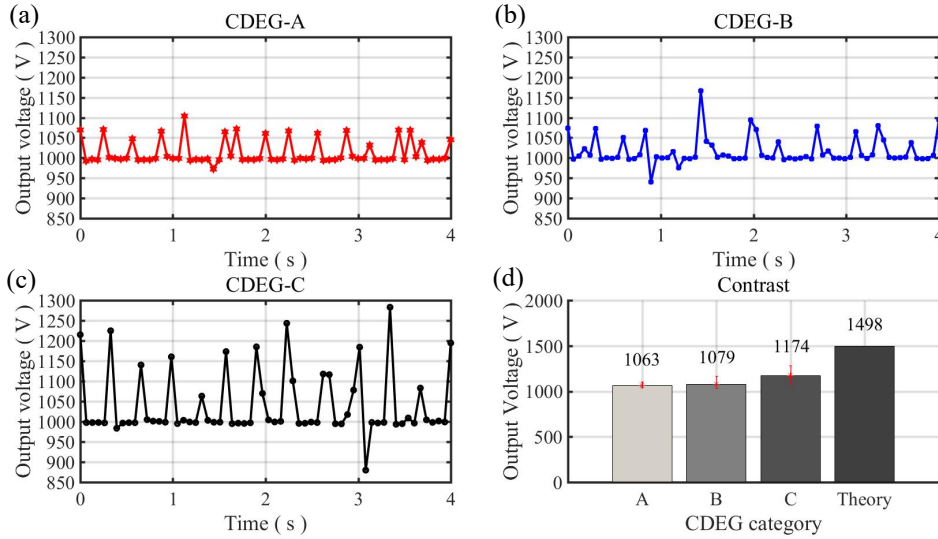 (a)
CDEG-A
Output voltage ( V )
1300
1250
1200
1150
1100
1050
1000
950
900
850
0
1
2
3
4
Time ( s )
(b)
CDEG-B
Output voltage ( V )
1300
1250
1200
1150
1100
1050
1000
950
900
850
0
1
2
3
4
Time ( s )
(c)
CDEG-C
Output voltage ( V )
1300
1250
1200
1150
1100
1050
1000
950
900
850
0
1
2
3
4
Time ( s )
(d)
Contrast
Output Voltage ( V )
2000
1500
1000
500
0
1063
1079
1174
1498
A
B
C
Theory
CDEG category